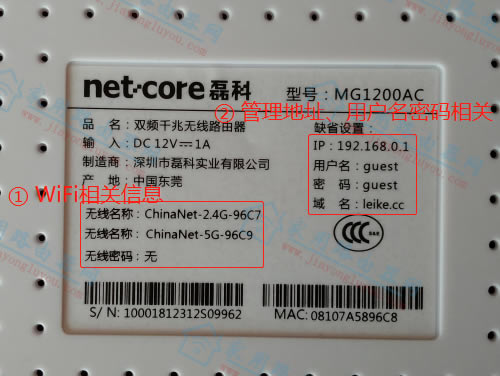 net-core 磊科
型号：MG1200AC
② 管理地址、用户名密码相关
品 名：双频千兆无线路由器
输 入：DC 12V⎓1A
制造商：深圳市磊科实业有限公司
产 地：中国东莞
缺省设置：
IP：192.168.0.1
用户名：guest
密 码：guest
域 名：leike.cc
① WiFi相关信息
无线名称：ChinaNet-2.4G-96C7
无线名称：ChinaNet-5G-96C9
无线密码：无
S/N: 10001812312S09962
MAC: 08107A5896C8